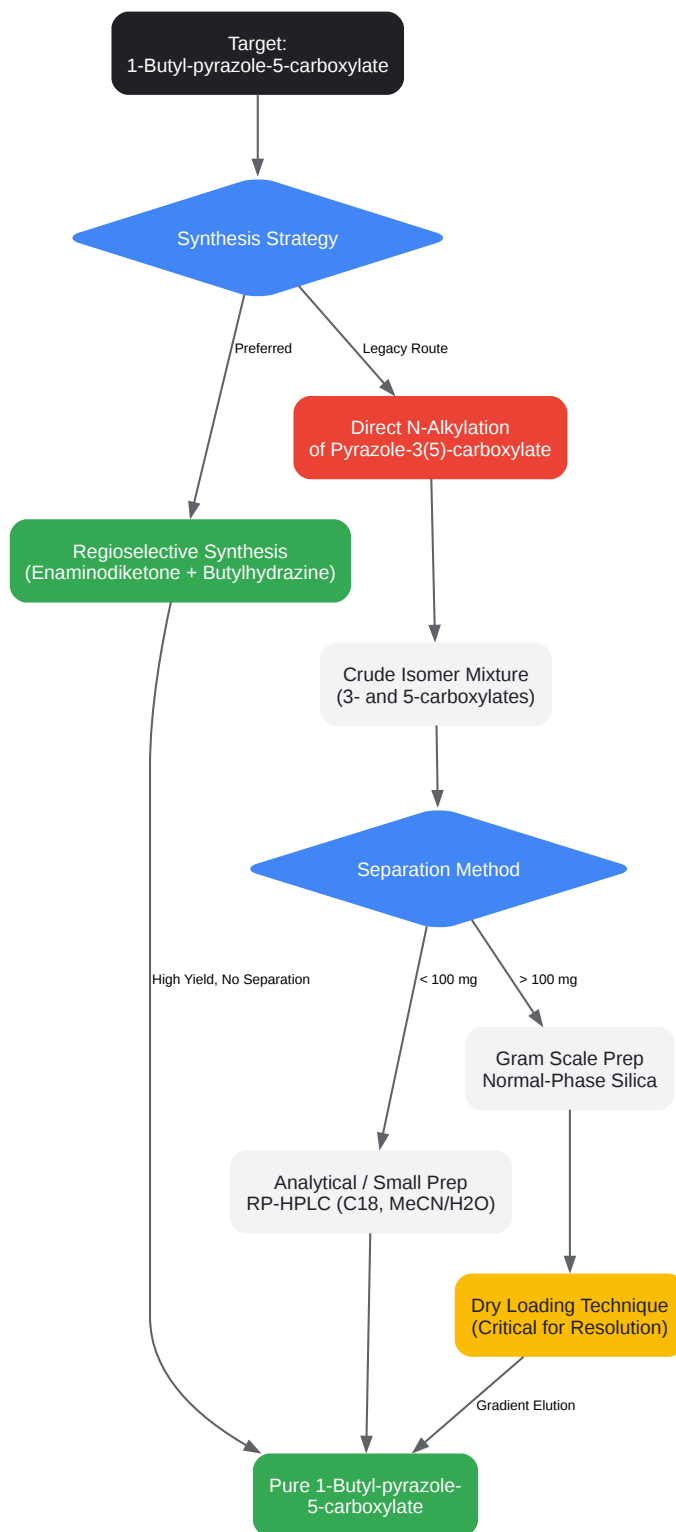 Target:
1-Butyl-pyrazole-5-carboxylate
Synthesis Strategy
Preferred
Legacy Route
Direct N-Alkylation
of Pyrazole-3(5)-carboxylate
Regioselective Synthesis
(Enaminodiketone + Butylhydrazine)
Crude Isomer Mixture
(3- and 5-carboxylates)
Separation Method
High Yield, No Separation
< 100 mg
> 100 mg
Gram Scale Prep
Normal-Phase Silica
Analytical / Small Prep
RP-HPLC (C18, MeCN/H2O)
Dry Loading Technique
(Critical for Resolution)
Gradient Elution
Pure 1-Butyl-pyrazole-
5-carboxylate